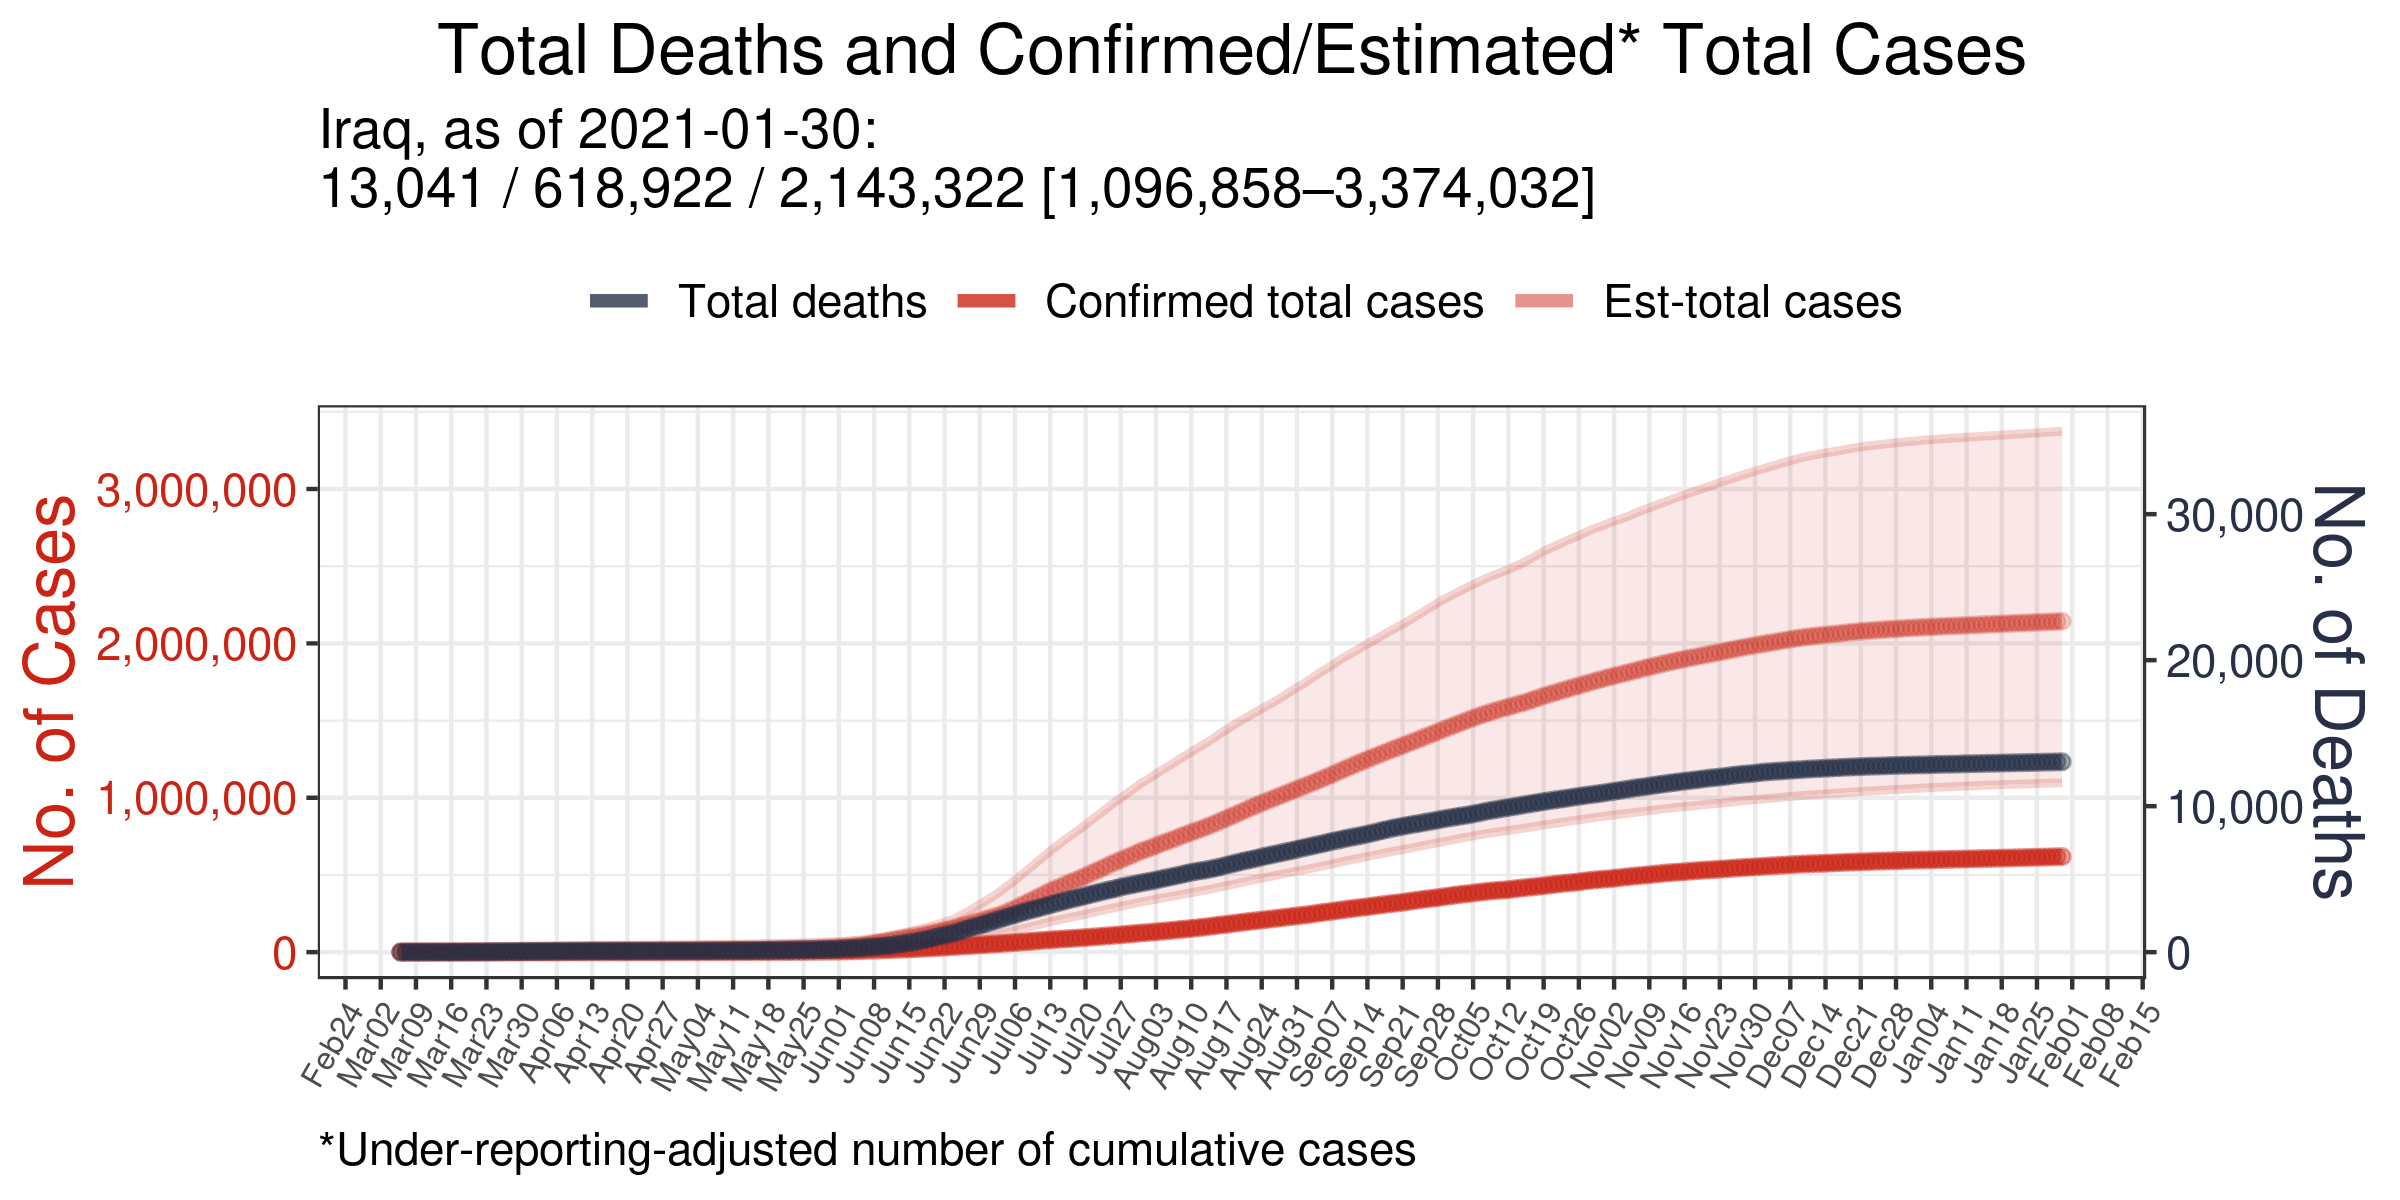 Total Deaths and Confirmed/Estimated* Total Cases
Iraq, as of 2021-01-30:
13,041 / 618,922 / 2,143,322 [1,096,858–3,374,032]
Total deaths
Confirmed total cases
Est-total cases
No. of Cases
3,000,000
2,000,000
1,000,000
0
30,000
20,000
10,000
0
No. of Deaths
Feb24
Mar02
Mar09
Mar16
Mar23
Mar30
Apr06
Apr13
Apr20
Apr27
May04
May11
May18
May25
Jun01
Jun08
Jun15
Jun22
Jun29
Jul06
Jul13
Jul20
Jul27
Aug03
Aug10
Aug17
Aug24
Aug31
Sep07
Sep14
Sep21
Sep28
Oct05
Oct12
Oct19
Oct26
Nov02
Nov09
Nov16
Nov23
Nov30
Dec07
Dec14
Dec21
Dec28
Jan04
Jan11
Jan18
Jan25
Feb01
Feb08
Feb15
*Under-reporting-adjusted number of cumulative cases